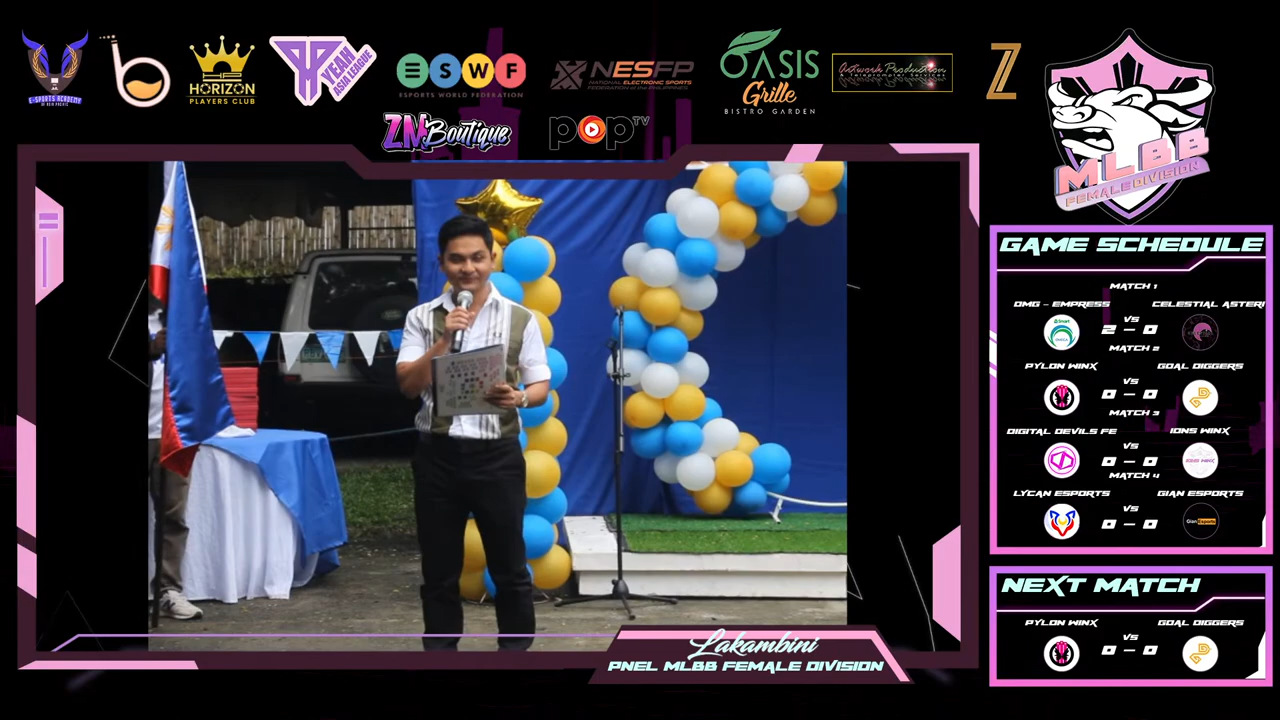 E-SPORTS ACADEMY
HORIZON
PLAYERS CLUB
YEAH
ASIA LEAGUE
ESWF
ESPORTS WORLD FEDERATION
NESFP
NATIONAL ELECTRONIC SPORTS
FEDERATION of the PHILIPPINES
OASIS
Grille
BISTRO GARDEN
Artwork Production
& Teleprompter Services
Z
ZN Boutique
pop TV
MLBB
FEMALE DIVISION
GAME SCHEDULE
MATCH 1
OMG - EMPRESS
CELESTIAL ASTERI
VS
2 - 0
MATCH 2
PYLON WINX
GOAL DIGGERS
VS
0 - 0
MATCH 3
DIGITAL DEVILS FE
IONS WINX
VS
0 - 0
MATCH 4
LYCAN ESPORTS
GIAN ESPORTS
VS
0 - 0
NEXT MATCH
PYLON WINX
GOAL DIGGERS
VS
0 - 0
Lakambini
PNEL MLBB FEMALE DIVISION